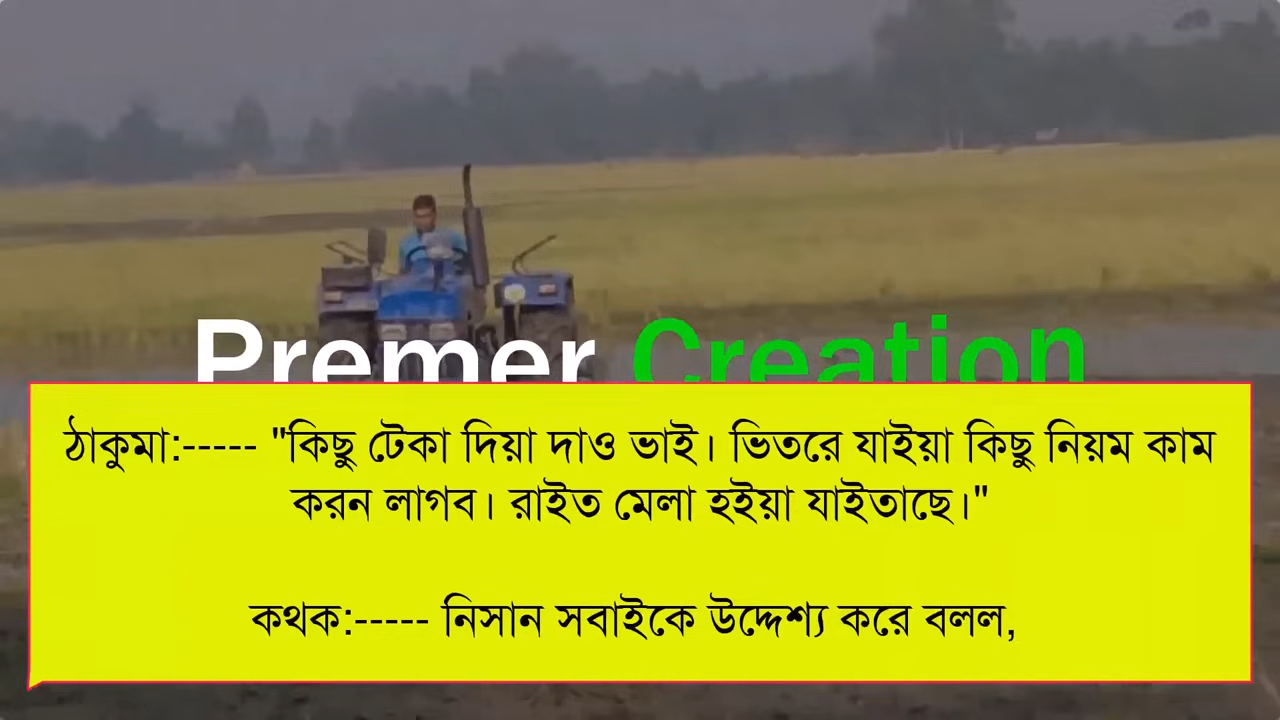 Premer Creation
ঠাকুমা:----- "কিছু টেকা দিয়া দাও ভাই। ভিতরে যাইয়া কিছু নিয়ম কাম
করন লাগব। রাইত মেলা হইয়া যাইতাছে।"
কথক:----- নিসান সবাইকে উদ্দেশ্য করে বলল,